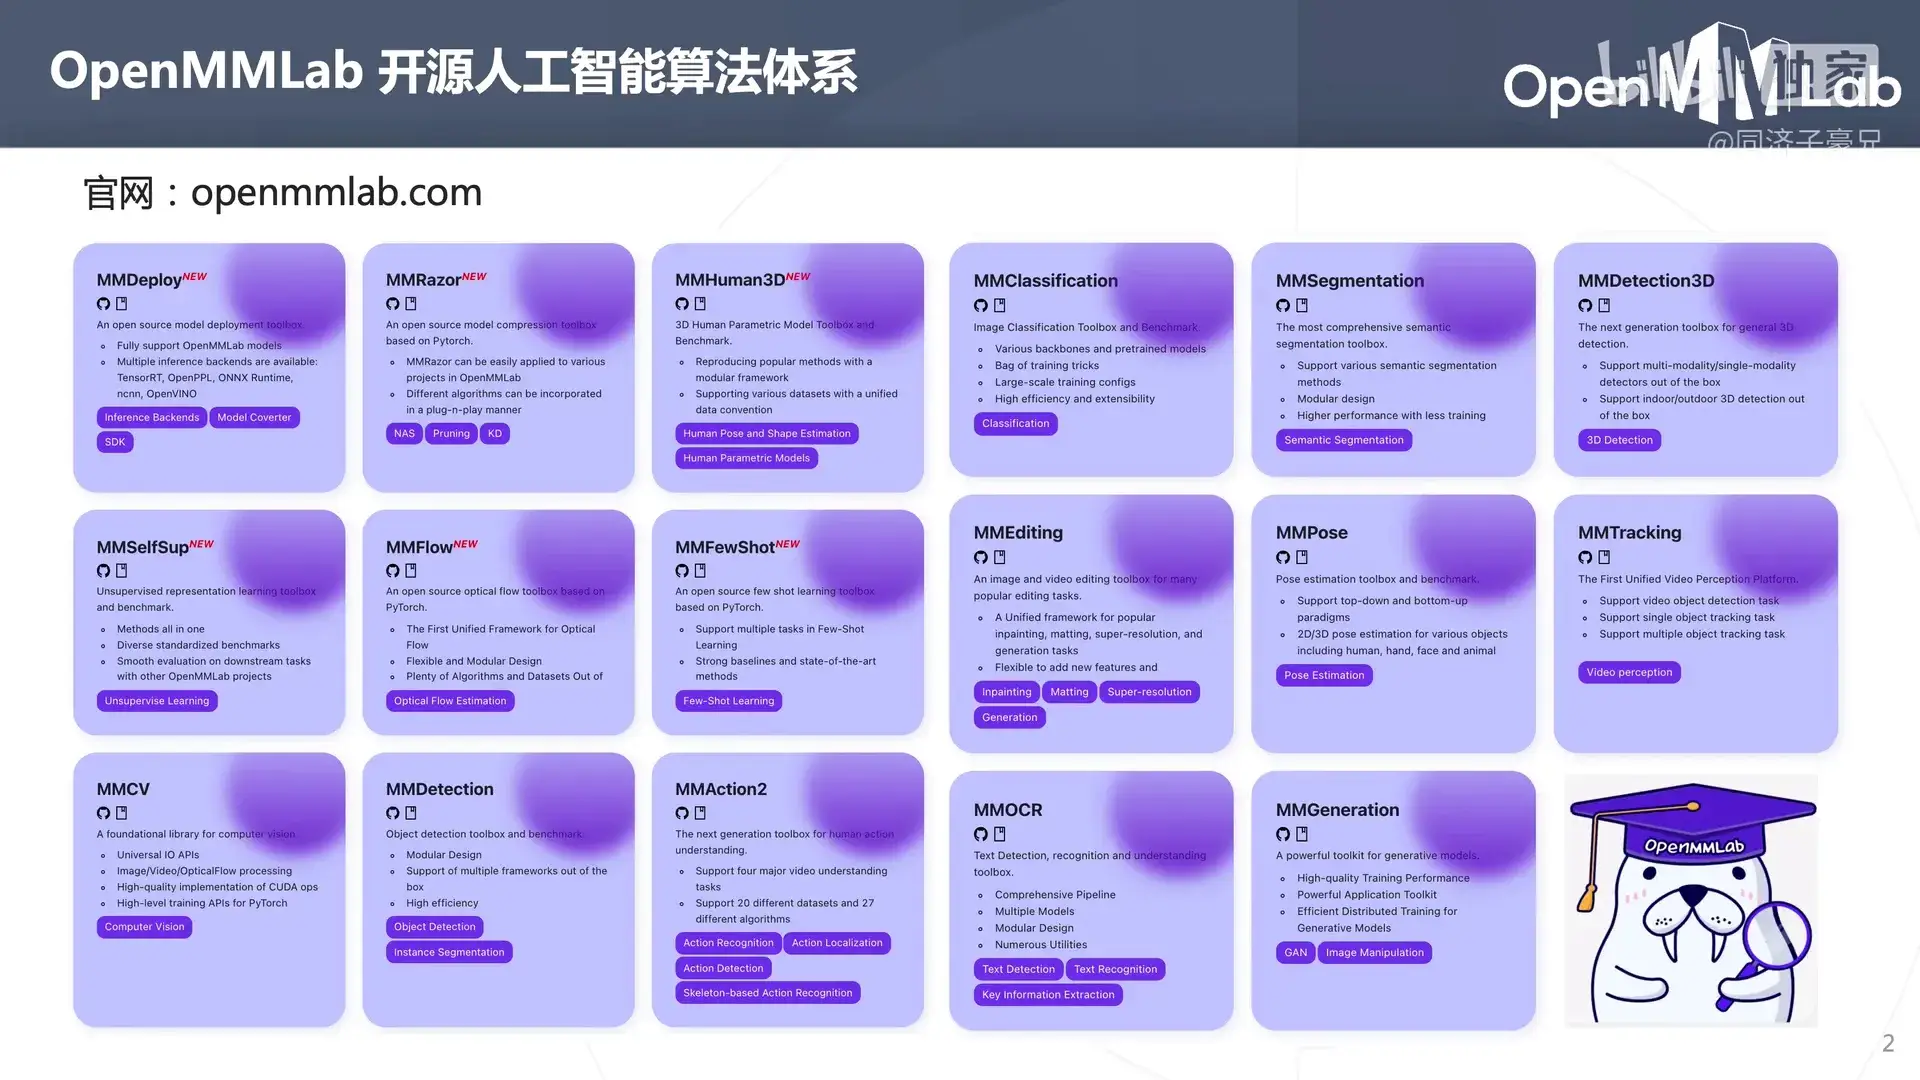 OpenMMLab 开源人工智能算法体系
OpenMMLab
独家
@同济子豪兄
官网：openmmlab.com
MMDeploy NEW
An open source model deployment toolbox.
Fully support OpenMMLab models
Multiple inference backends are available:
TensorRT, OpenPPL, ONNX Runtime,
ncnn, OpenVINO
Inference Backends
Model Coverter
SDK
MMRazor NEW
An open source model compression toolbox
based on Pytorch.
MMRazor can be easily applied to various
projects in OpenMMLab
Different algorithms can be incorporated
in a plug-n-play manner
NAS
Pruning
KD
MMHuman3D NEW
3D Human Parametric Model Toolbox and
Benchmark.
Reproducing popular methods with a
modular framework
Supporting various datasets with a unified
data convention
Human Pose and Shape Estimation
Human Parametric Models
MMClassification
Image Classification Toolbox and Benchmark.
Various backbones and pretrained models
Bag of training tricks
Large-scale training configs
High efficiency and extensibility
Classification
MMSegmentation
The most comprehensive semantic
segmentation toolbox.
Support various semantic segmentation
methods
Modular design
Higher performance with less training
Semantic Segmentation
MMDetection3D
The next generation toolbox for general 3D
detection.
Support multi-modality/single-modality
detectors out of the box
Support indoor/outdoor 3D detection out
of the box
3D Detection
MMSelfSup NEW
Unsupervised representation learning toolbox
and benchmark.
Methods all in one
Diverse standardized benchmarks
Smooth evaluation on downstream tasks
with other OpenMMLab projects
Unsupervise Learning
MMFlow NEW
An open source optical flow toolbox based on
PyTorch.
The First Unified Framework for Optical
Flow
Flexible and Modular Design
Plenty of Algorithms and Datasets Out of
Optical Flow Estimation
MMFewShot NEW
An open source few shot learning toolbox
based on PyTorch.
Support multiple tasks in Few-Shot
Learning
Strong baselines and state-of-the-art
methods
Few-Shot Learning
MMEditing
An image and video editing toolbox for many
popular editing tasks.
A Unified framework for popular
inpainting, matting, super-resolution, and
generation tasks
Flexible to add new features and
Inpainting
Matting
Super-resolution
Generation
MMPose
Pose estimation toolbox and benchmark.
Support top-down and bottom-up
paradigms
2D/3D pose estimation for various objects
including human, hand, face and animal
Pose Estimation
MMTracking
The First Unified Video Perception Platform.
Support video object detection task
Support single object tracking task
Support multiple object tracking task
Video perception
MMCV
A foundational library for computer vision.
Universal IO APIs
Image/Video/OpticalFlow processing
High-quality implementation of CUDA ops
High-level training APIs for PyTorch
Computer Vision
MMDetection
Object detection toolbox and benchmark.
Modular Design
Support of multiple frameworks out of the
box
High efficiency
Object Detection
Instance Segmentation
MMAction2
The next generation toolbox for human action
understanding.
Support four major video understanding
tasks
Support 20 different datasets and 27
different algorithms
Action Recognition
Action Localization
Action Detection
Skeleton-based Action Recognition
MMOCR
Text Detection, recognition and understanding
toolbox.
Comprehensive Pipeline
Multiple Models
Modular Design
Numerous Utilities
Text Detection
Text Recognition
Key Information Extraction
MMGeneration
A powerful toolkit for generative models.
High-quality Training Performance
Powerful Application Toolkit
Efficient Distributed Training for
Generative Models
GAN
Image Manipulation
OpenMMLab
2